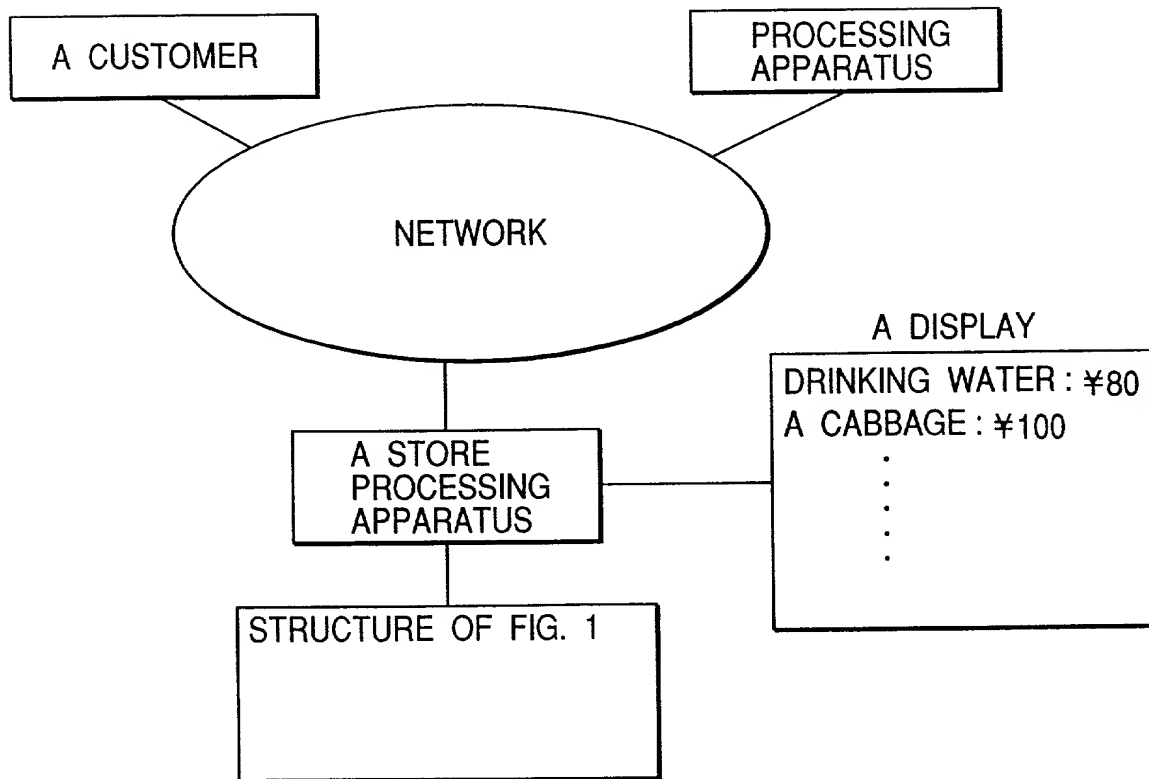 A CUSTOMER
PROCESSING
APPARATUS
NETWORK
A DISPLAY
DRINKING WATER : ¥80
A CABBAGE : ¥100
.
.
.
.
.
A STORE
PROCESSING
APPARATUS
STRUCTURE OF FIG. 1